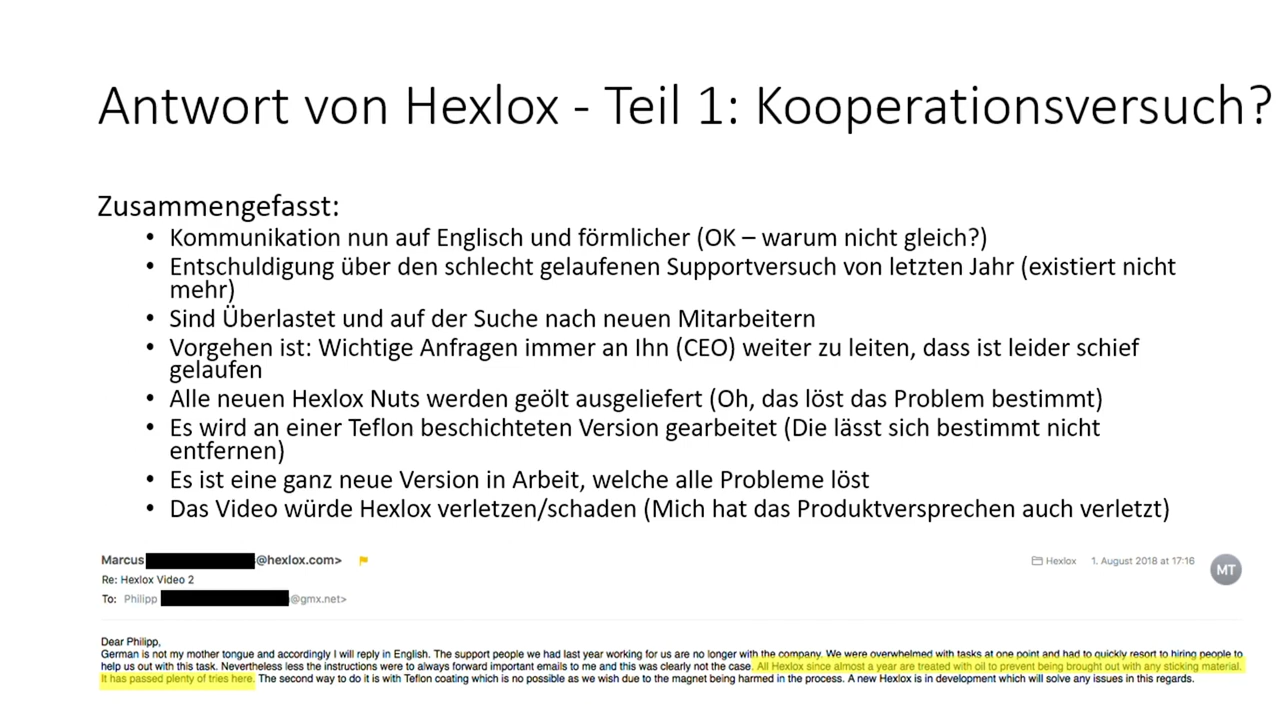 Antwort von Hexlox - Teil 1: Kooperationsversuch?
Zusammengefasst:
• Kommunikation nun auf Englisch und förmlicher (OK – warum nicht gleich?)
• Entschuldigung über den schlecht gelaufenen Supportversuch von letzten Jahr (existiert nicht
mehr)
• Sind Überlastet und auf der Suche nach neuen Mitarbeitern
• Vorgehen ist: Wichtige Anfragen immer an Ihn (CEO) weiter zu leiten, dass ist leider schief
gelaufen
• Alle neuen Hexlox Nuts werden geölt ausgeliefert (Oh, das löst das Problem bestimmt)
• Es wird an einer Teflon beschichteten Version gearbeitet (Die lässt sich bestimmt nicht
entfernen)
• Es ist eine ganz neue Version in Arbeit, welche alle Probleme löst
• Das Video würde Hexlox verletzen/schaden (Mich hat das Produktversprechen auch verletzt)
Marcus @hexlox.com> Hexlox 1. August 2018 at 17:16
MT
Re: Hexlox Video 2
To: Philipp @gmx.net>
Dear Philipp,
German is not my mother tongue and accordingly I will reply in English. The support people we had last year working for us are no longer with the company. We were overwhelmed with tasks at one point and had to quickly resort to hiring people to
help us out with this task. Nevertheless less the instructions were to always forward important emails to me and this was clearly not the case. All Hexlox since almost a year are treated with oil to prevent being brought out with any sticking material.
It has passed plenty of tries here. The second way to do it is with Teflon coating which is no possible as we wish due to the magnet being harmed in the process. A new Hexlox is in development which will solve any issues in this regards.